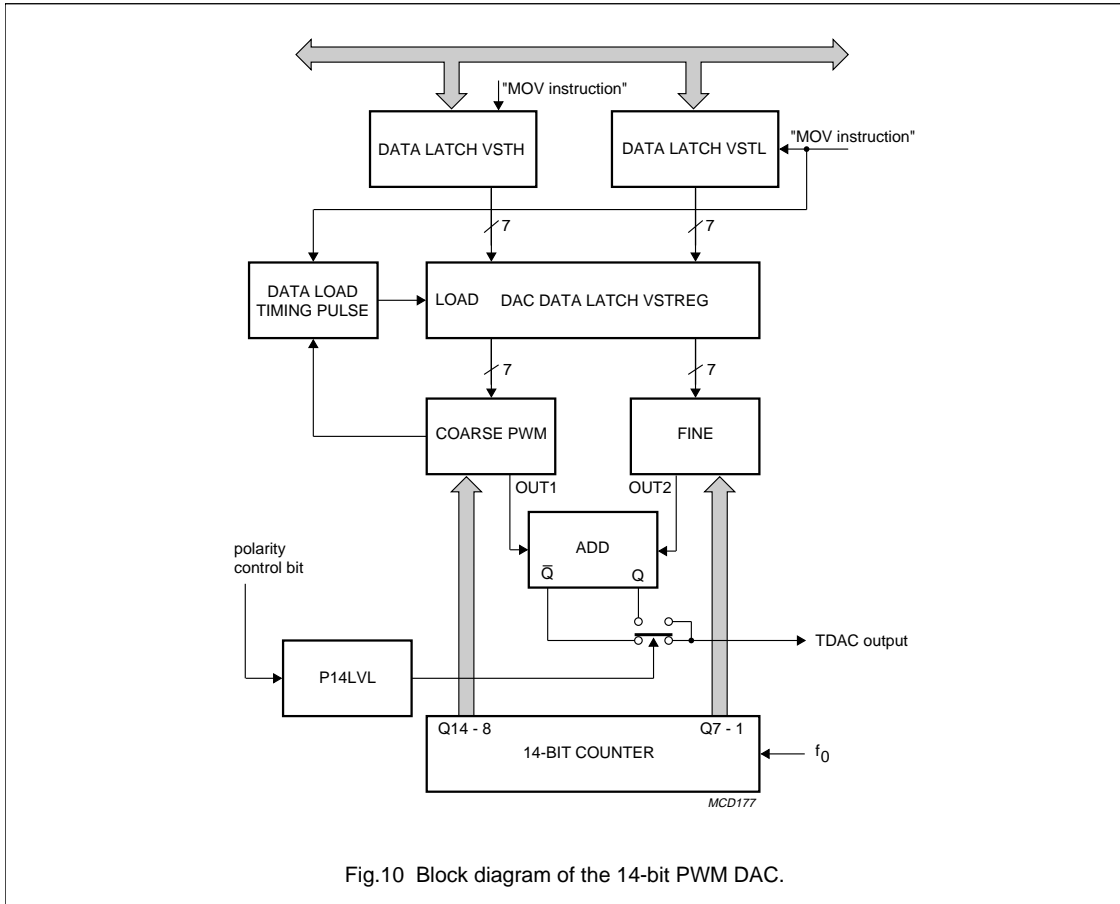 "MOV instruction"
DATA LATCH VSTH
DATA LATCH VSTL
"MOV instruction"
7
7
DATA LOAD
TIMING PULSE
LOAD
DAC DATA LATCH VSTREG
7
7
COARSE PWM
FINE
OUT1
OUT2
ADD
Q̅
Q
polarity
control bit
TDAC output
P14LVL
Q14 - 8
Q7 - 1
14-BIT COUNTER
f0
MCD177
Fig.10 Block diagram of the 14-bit PWM DAC.